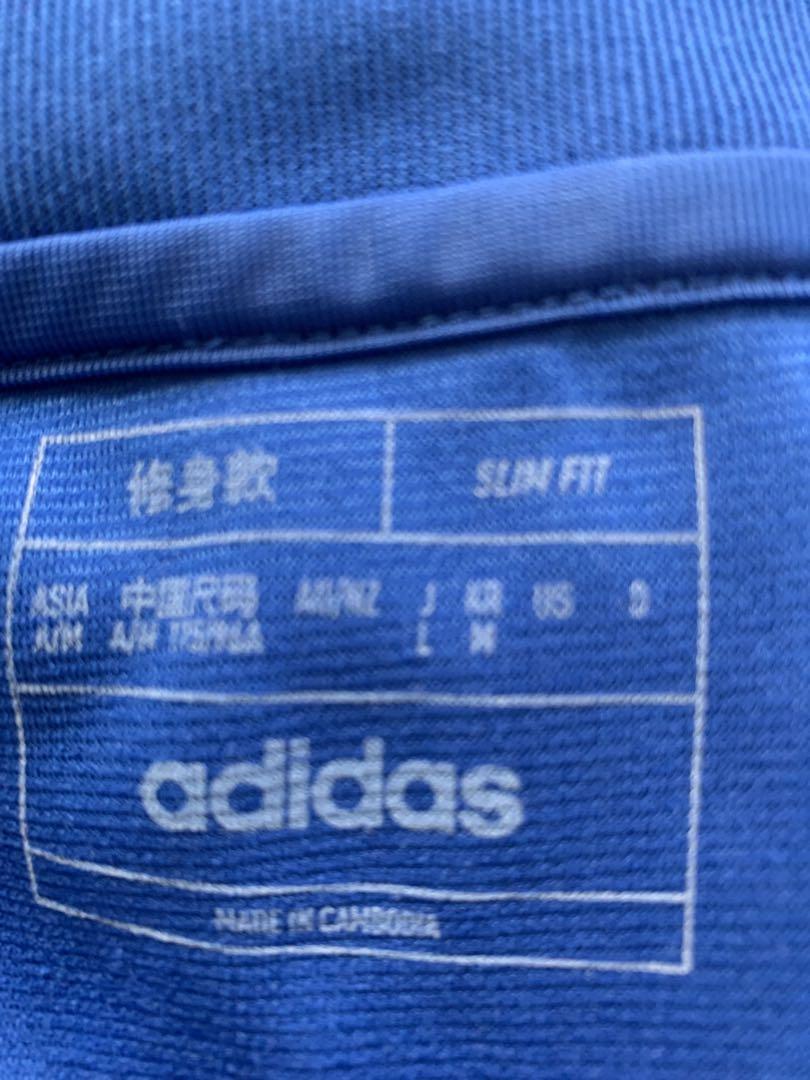 修身款 SLIM FIT
ASIA 中国尺码 AU/NZ J KR US D
A/M A/M 175/96A L M
adidas
MADE IN CAMBODIA